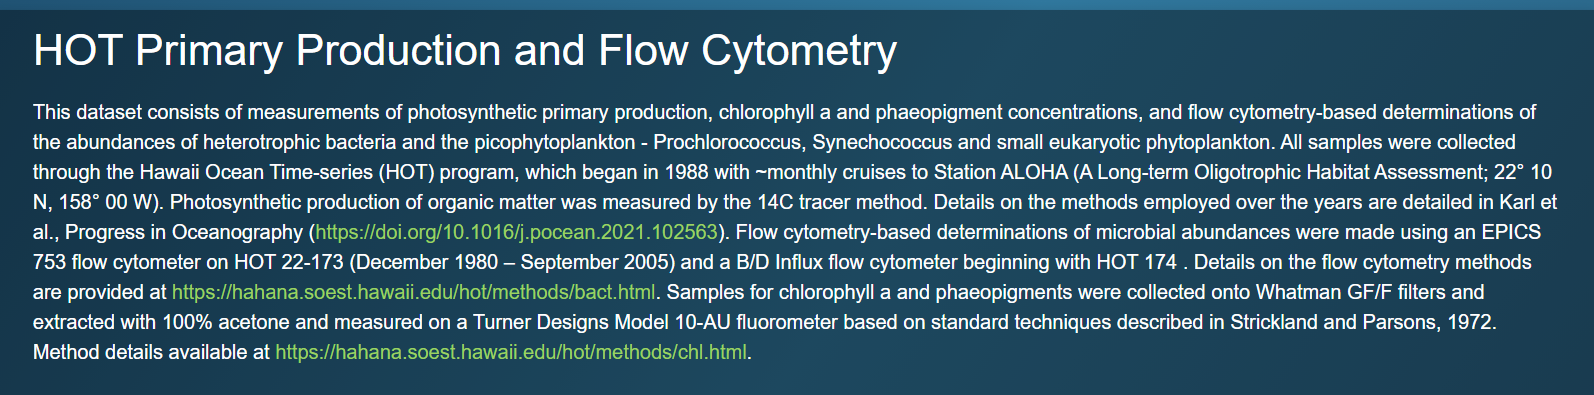 HOT Primary Production and Flow Cytometry
This dataset consists of measurements of photosynthetic primary production, chlorophyll a and phaeopigment concentrations, and flow cytometry-based determinations of
the abundances of heterotrophic bacteria and the picophytoplankton - Prochlorococcus, Synechococcus and small eukaryotic phytoplankton. All samples were collected
through the Hawaii Ocean Time-series (HOT) program, which began in 1988 with ~monthly cruises to Station ALOHA (A Long-term Oligotrophic Habitat Assessment; 22° 10
N, 158° 00 W). Photosynthetic production of organic matter was measured by the 14C tracer method. Details on the methods employed over the years are detailed in Karl et
al., Progress in Oceanography (https://doi.org/10.1016/j.pocean.2021.102563). Flow cytometry-based determinations of microbial abundances were made using an EPICS
753 flow cytometer on HOT 22-173 (December 1980 – September 2005) and a B/D Influx flow cytometer beginning with HOT 174 . Details on the flow cytometry methods
are provided at https://hahana.soest.hawaii.edu/hot/methods/bact.html. Samples for chlorophyll a and phaeopigments were collected onto Whatman GF/F filters and
extracted with 100% acetone and measured on a Turner Designs Model 10-AU fluorometer based on standard techniques described in Strickland and Parsons, 1972.
Method details available at https://hahana.soest.hawaii.edu/hot/methods/chl.html.